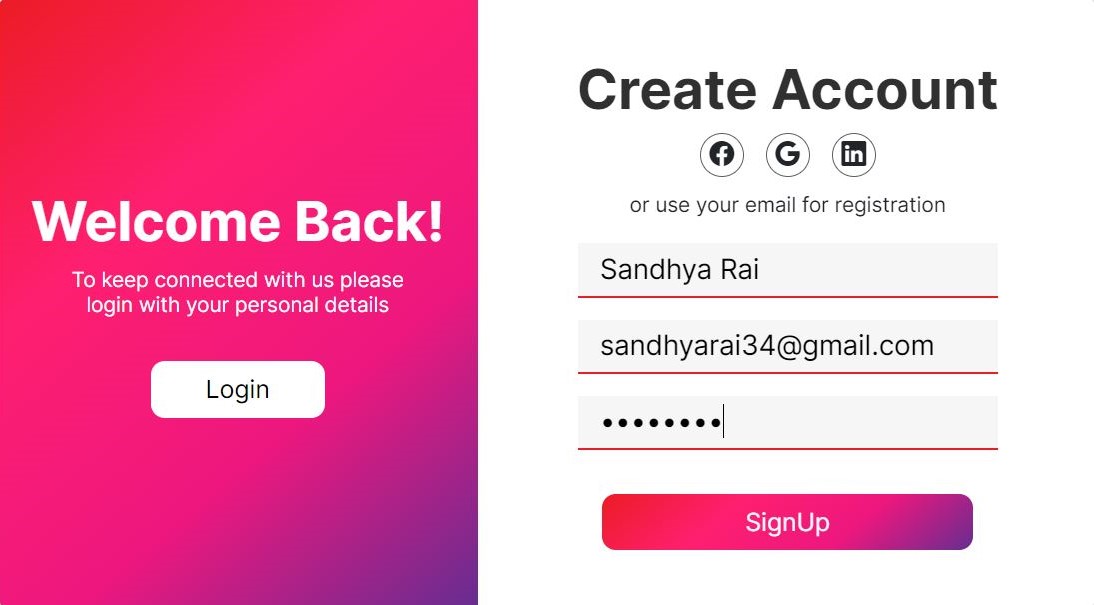 Welcome Back!
To keep connected with us please
login with your personal details
Login
Create Account
or use your email for registration
Sandhya Rai
sandhyarai34@gmail.com
••••••••
SignUp